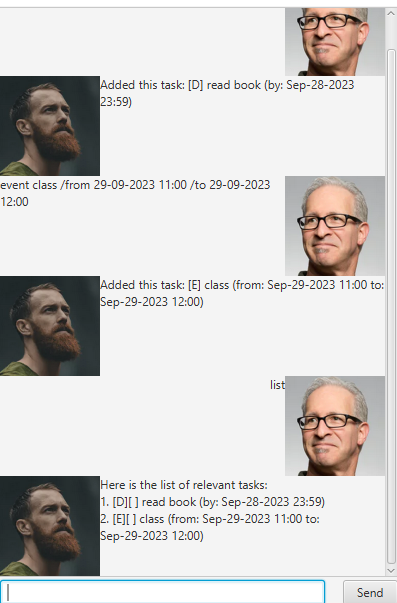 Added this task: [D] read book (by: Sep-28-2023
23:59)
event class /from 29-09-2023 11:00 /to 29-09-2023
12:00
Added this task: [E] class (from: Sep-29-2023 11:00 to:
Sep-29-2023 12:00)
list
Here is the list of relevant tasks:
1. [D][ ] read book (by: Sep-28-2023 23:59)
2. [E][ ] class (from: Sep-29-2023 11:00 to:
Sep-29-2023 12:00)
Send